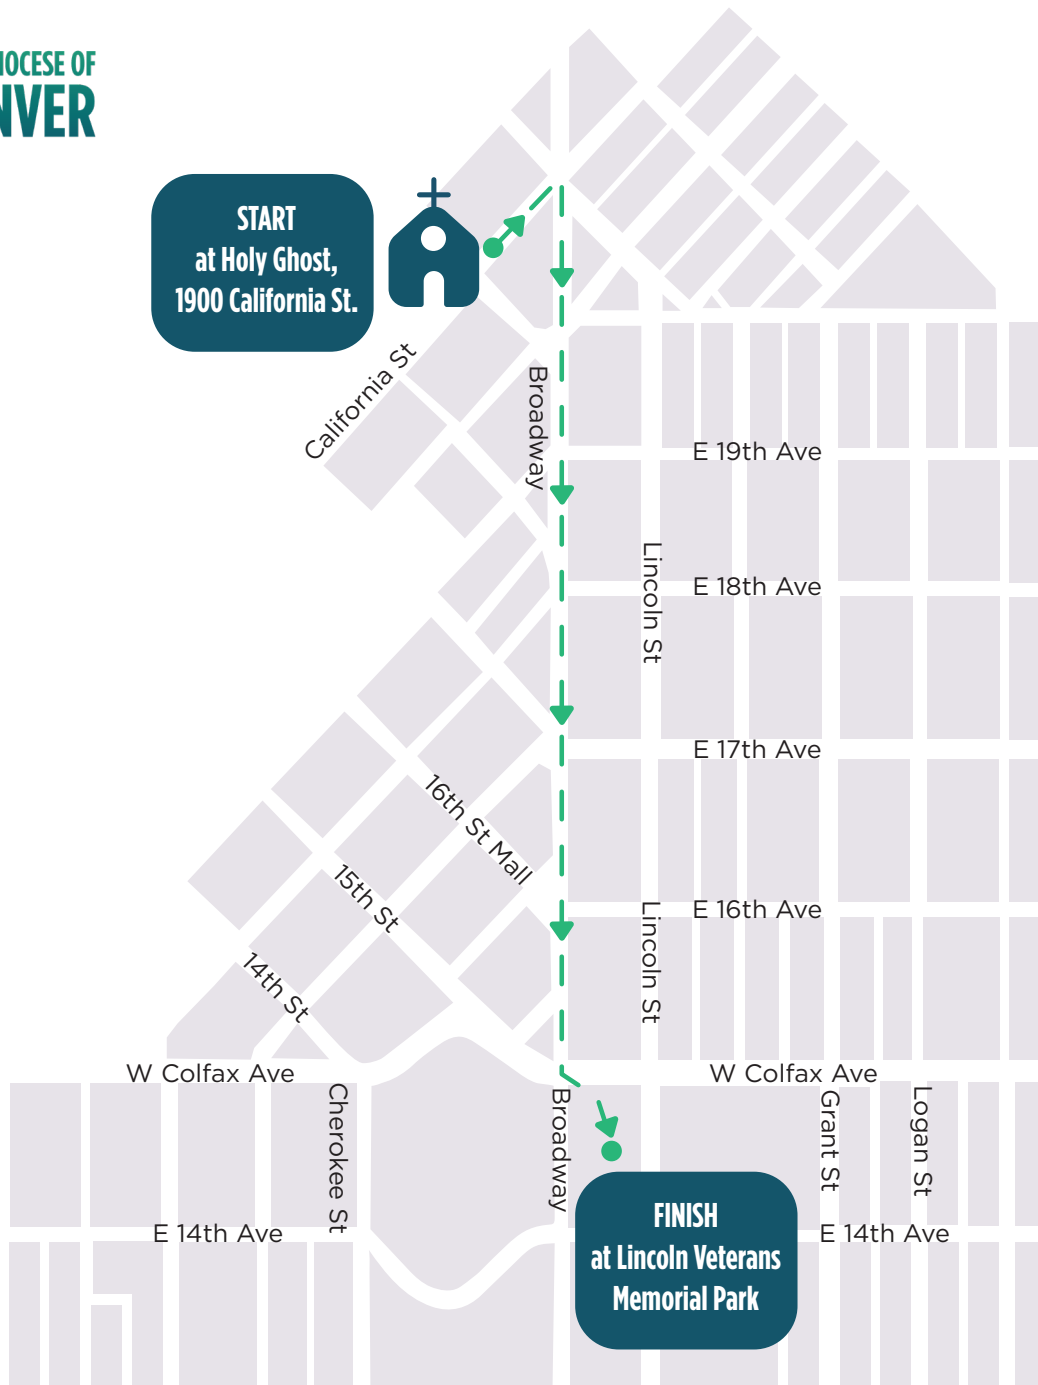 OCESE OF
NVER
START
at Holy Ghost,
1900 California St.
California St
Broadway
E 19th Ave
Lincoln St
E 18th Ave
E 17th Ave
16th St Mall
15th St
E 16th Ave
Lincoln St
14th St
W Colfax Ave
W Colfax Ave
Cherokee St
Broadway
Grant St
Logan St
E 14th Ave
E 14th Ave
FINISH
at Lincoln Veterans
Memorial Park